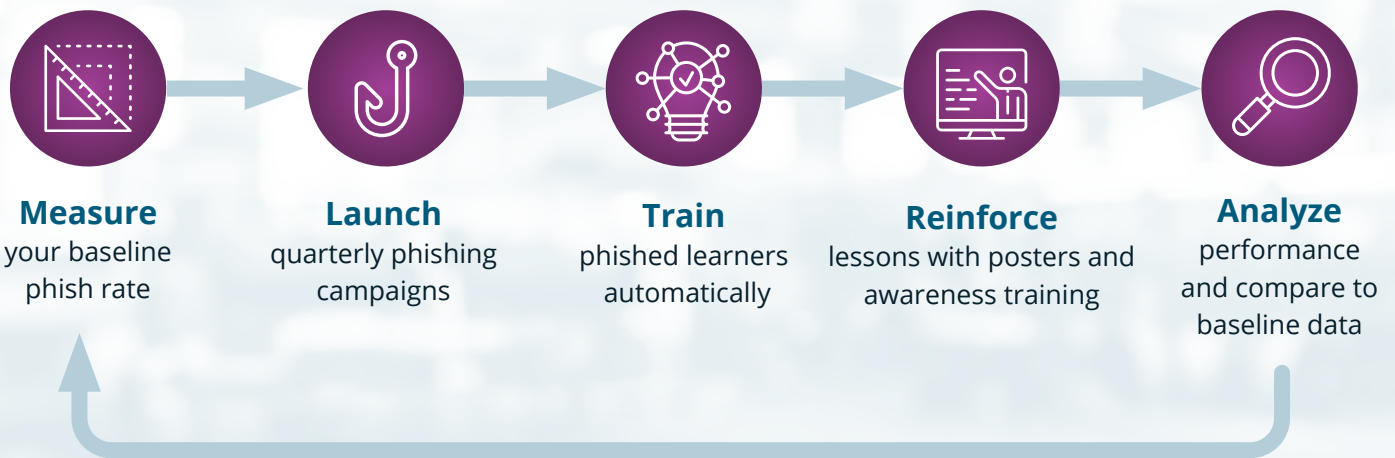 Measure
your baseline
phish rate
Launch
quarterly phishing
campaigns
Train
phished learners
automatically
Reinforce
lessons with posters and
awareness training
Analyze
performance
and compare to
baseline data